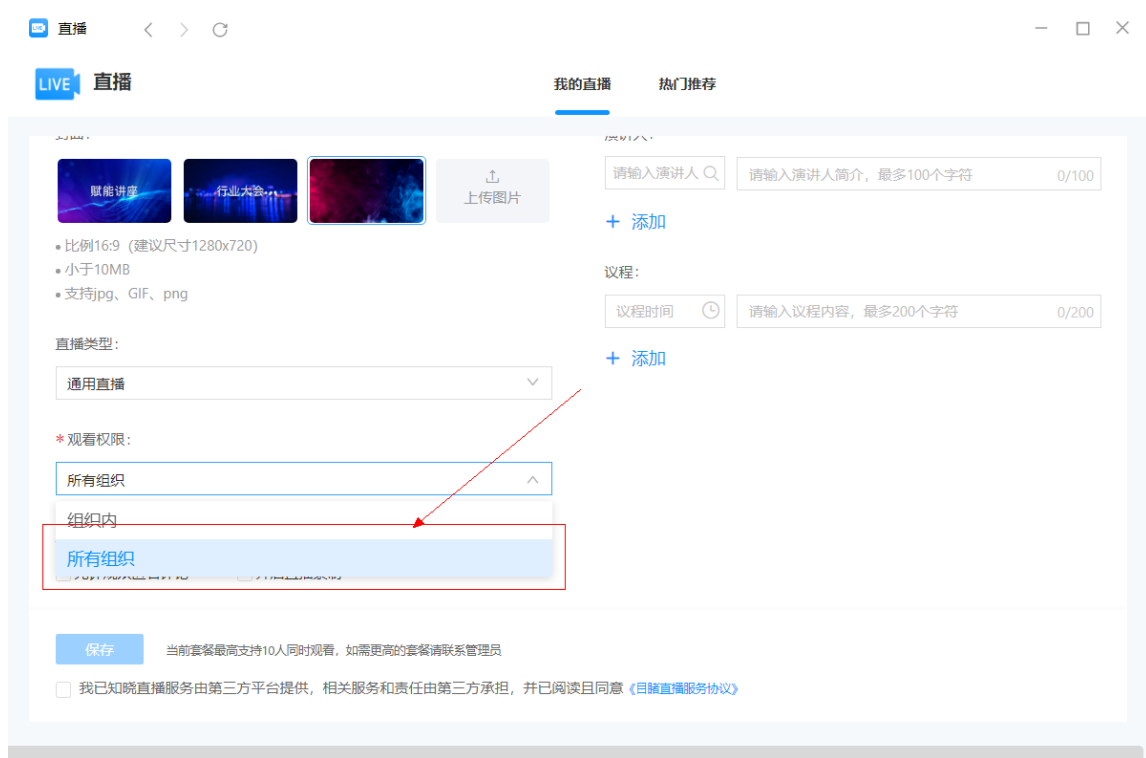 直播
LIVE 直播
我的直播 热门推荐
封面:
演讲人:
赋能讲座
行业大会
上传图片
请输入演讲人
请输入演讲人简介，最多100个字符 0/100
+ 添加
• 比例16:9 (建议尺寸1280x720)
• 小于10MB
• 支持jpg、GIF、png
议程：
议程时间
请输入议程内容，最多200个字符 0/200
+ 添加
直播类型：
通用直播
* 观看权限：
所有组织
组织内
所有组织
保存
当前套餐最高支持10人同时观看，如需更高的套餐请联系管理员
我已知晓直播服务由第三方平台提供，相关服务和责任由第三方承担，并已阅读且同意《目睹直播服务协议》